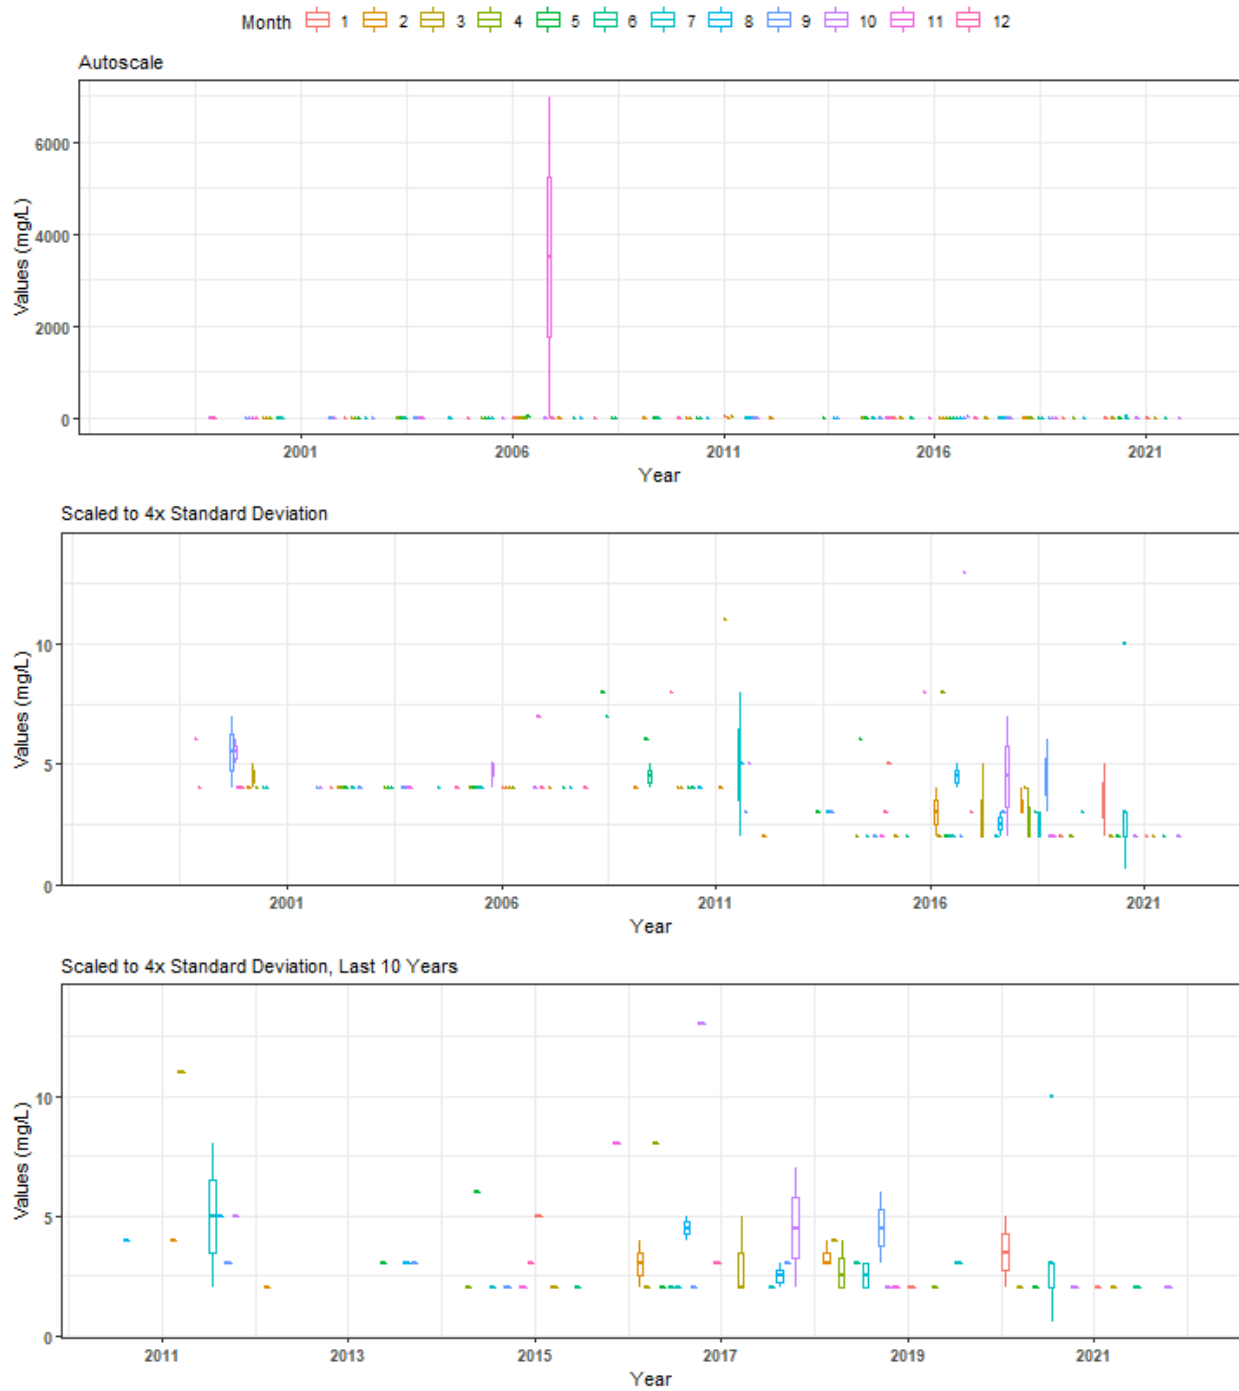 Month 1 2 3 4 5 6 7 8 9 10 11 12
Autoscale
Values (mg/L)
6000
4000
2000
0
2001 2006 2011 2016 2021
Year
Scaled to 4x Standard Deviation
Values (mg/L)
10
5
0
2001 2006 2011 2016 2021
Year
Scaled to 4x Standard Deviation, Last 10 Years
Values (mg/L)
10
5
0
2011 2013 2015 2017 2019 2021
Year